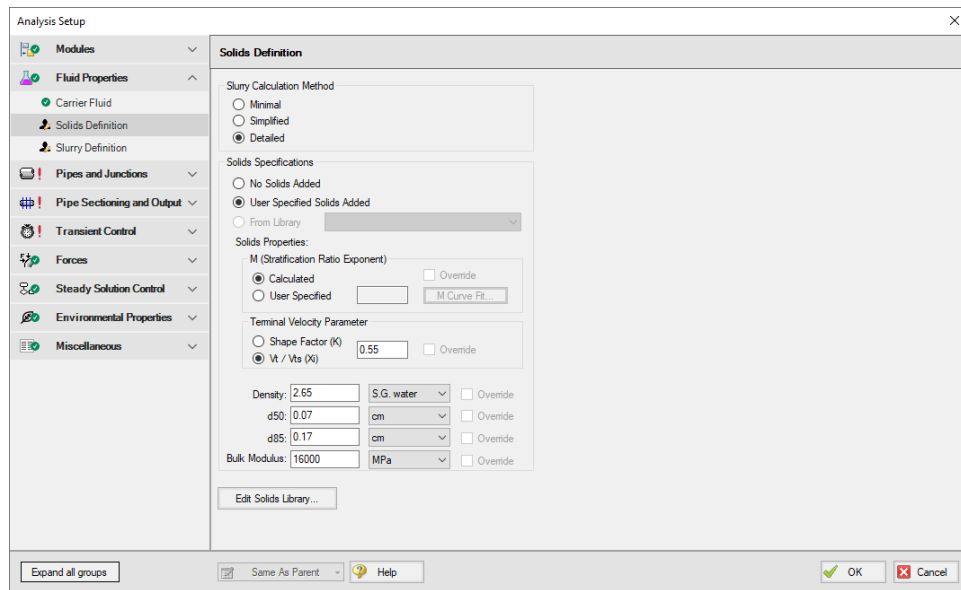 Analysis Setup
Modules
Fluid Properties
Carrier Fluid
Solids Definition
Slurry Definition
Pipes and Junctions
Pipe Sectioning and Output
Transient Control
Forces
Steady Solution Control
Environmental Properties
Miscellaneous
Solids Definition
Slurry Calculation Method
Minimal
Simplified
Detailed
Solids Specifications
No Solids Added
User Specified Solids Added
From Library
Solids Properties:
M (Stratification Ratio Exponent)
Calculated
Override
User Specified
M Curve Fit...
Terminal Velocity Parameter
Shape Factor (K)
Vt / Vts (Xi)
0.55
Override
Density: 2.65 S.G. water Override
d50: 0.07 cm Override
d85: 0.17 cm Override
Bulk Modulus: 16000 MPa Override
Edit Solids Library...
Expand all groups
Same As Parent
Help
OK
Cancel